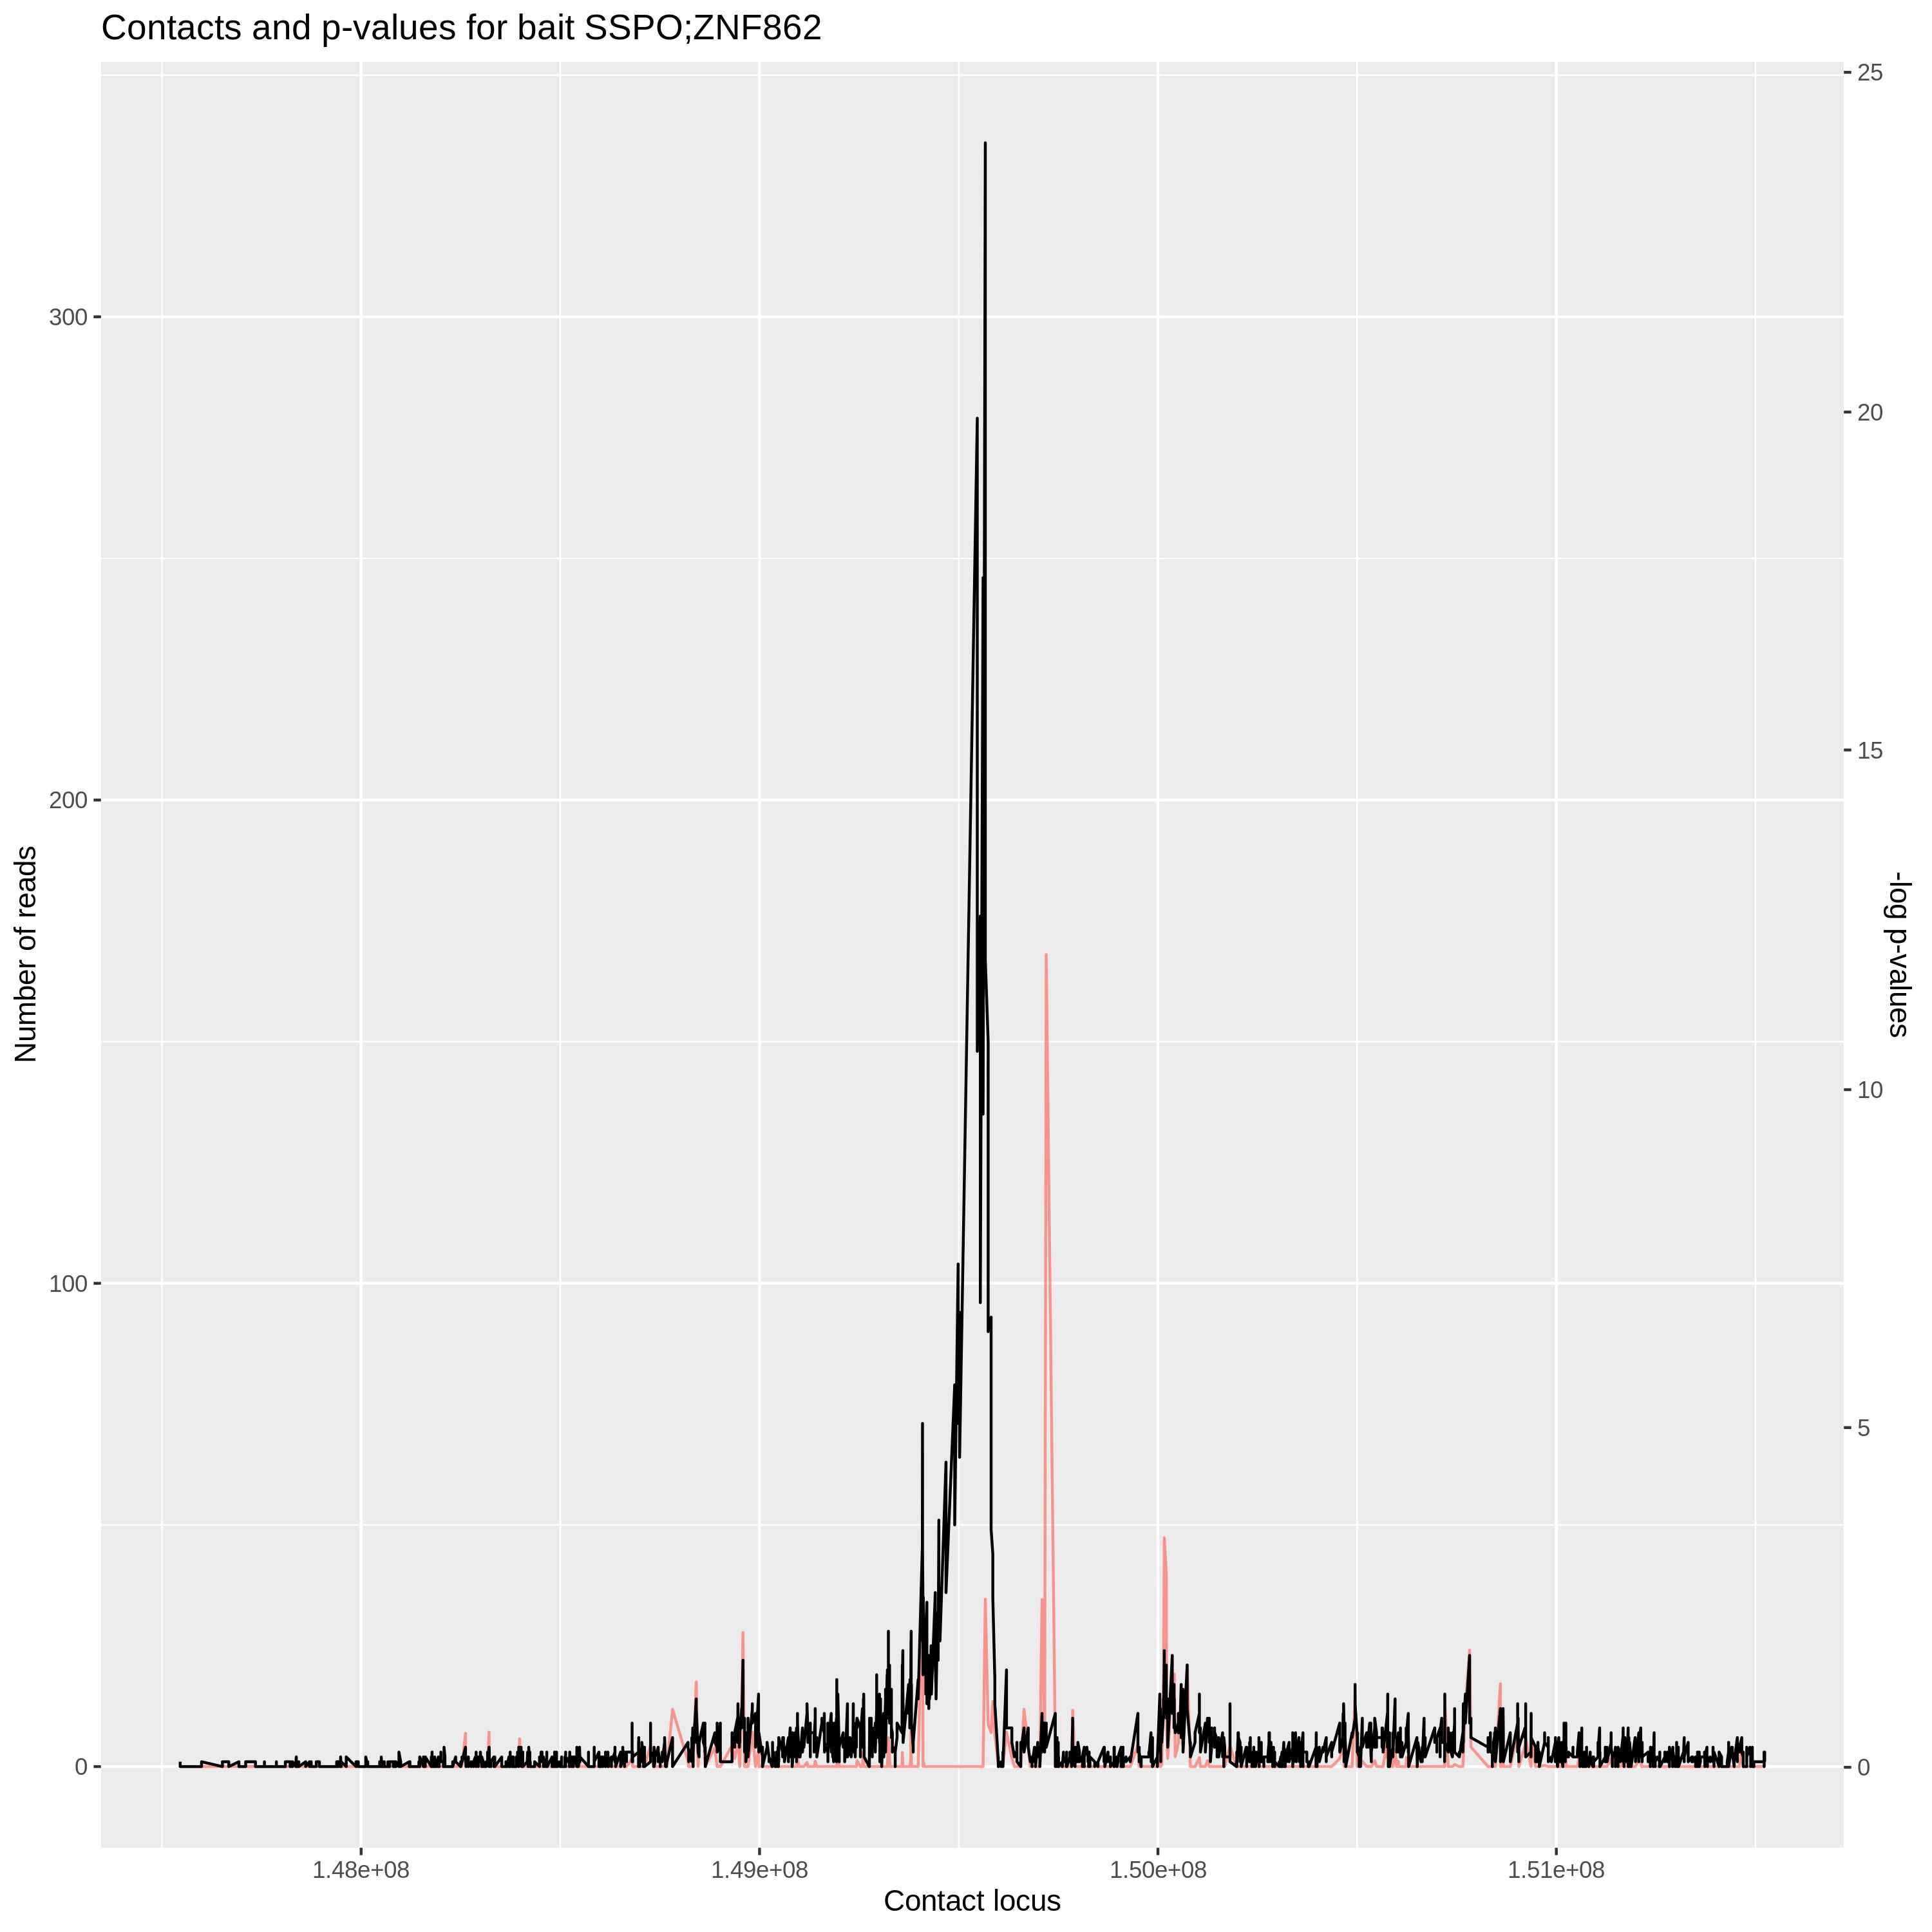 Contacts and p-values for bait SSPO;ZNF862
Number of reads
300
200
100
0
25
20
15
10
5
0
-log p-values
1.48e+08
1.49e+08
1.50e+08
1.51e+08
Contact locus